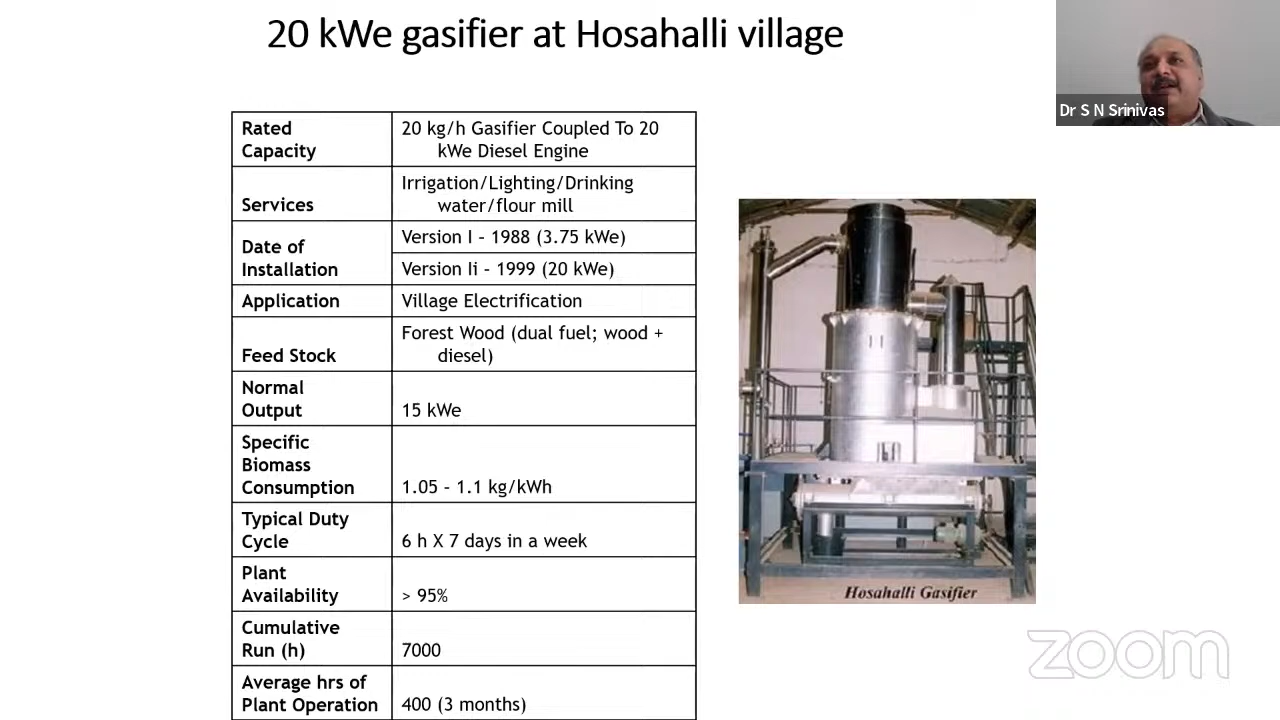 20 kWe gasifier at Hosahalli village
Dr S N Srinivas
Rated
Capacity
20 kg/h Gasifier Coupled To 20
kWe Diesel Engine
Services
Irrigation/Lighting/Drinking
water/flour mill
Date of
Installation
Version I – 1988 (3.75 kWe)
Version Ii – 1999 (20 kWe)
Application
Village Electrification
Feed Stock
Forest Wood (dual fuel; wood +
diesel)
Normal
Output
15 kWe
Specific
Biomass
Consumption
1.05 – 1.1 kg/kWh
Typical Duty
Cycle
6 h X 7 days in a week
Plant
Availability
> 95%
Cumulative
Run (h)
7000
Average hrs of
Plant Operation
400 (3 months)
Hosahalli Gasifier
zoom